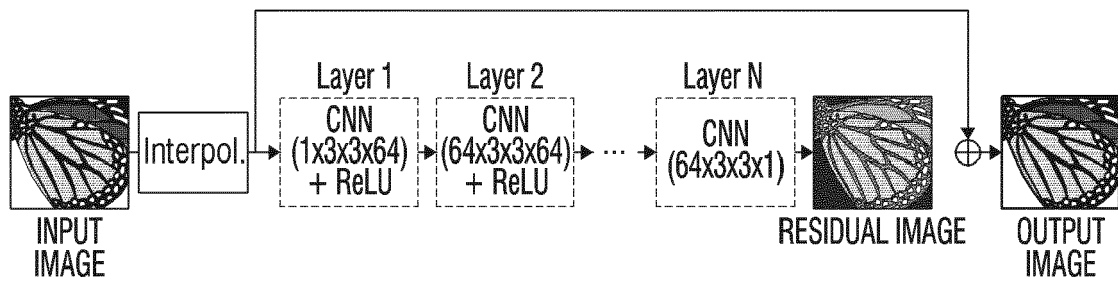 Layer 1
Layer 2
Layer N
Interpol.
CNN
(1x3x3x64)
+ ReLU
CNN
(64x3x3x64)
+ ReLU
...
CNN
(64x3x3x1)
INPUT
IMAGE
RESIDUAL IMAGE
OUTPUT
IMAGE